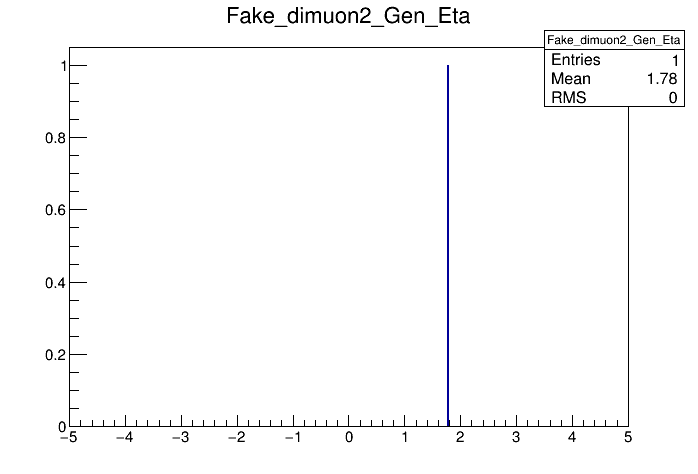 Fake_dimuon2_Gen_Eta
Fake_dimuon2_Gen_Eta
Entries 1
Mean 1.78
RMS 0
1
0.8
0.6
0.4
0.2
0
−5 −4 −3 −2 −1 0 1 2 3 4 5